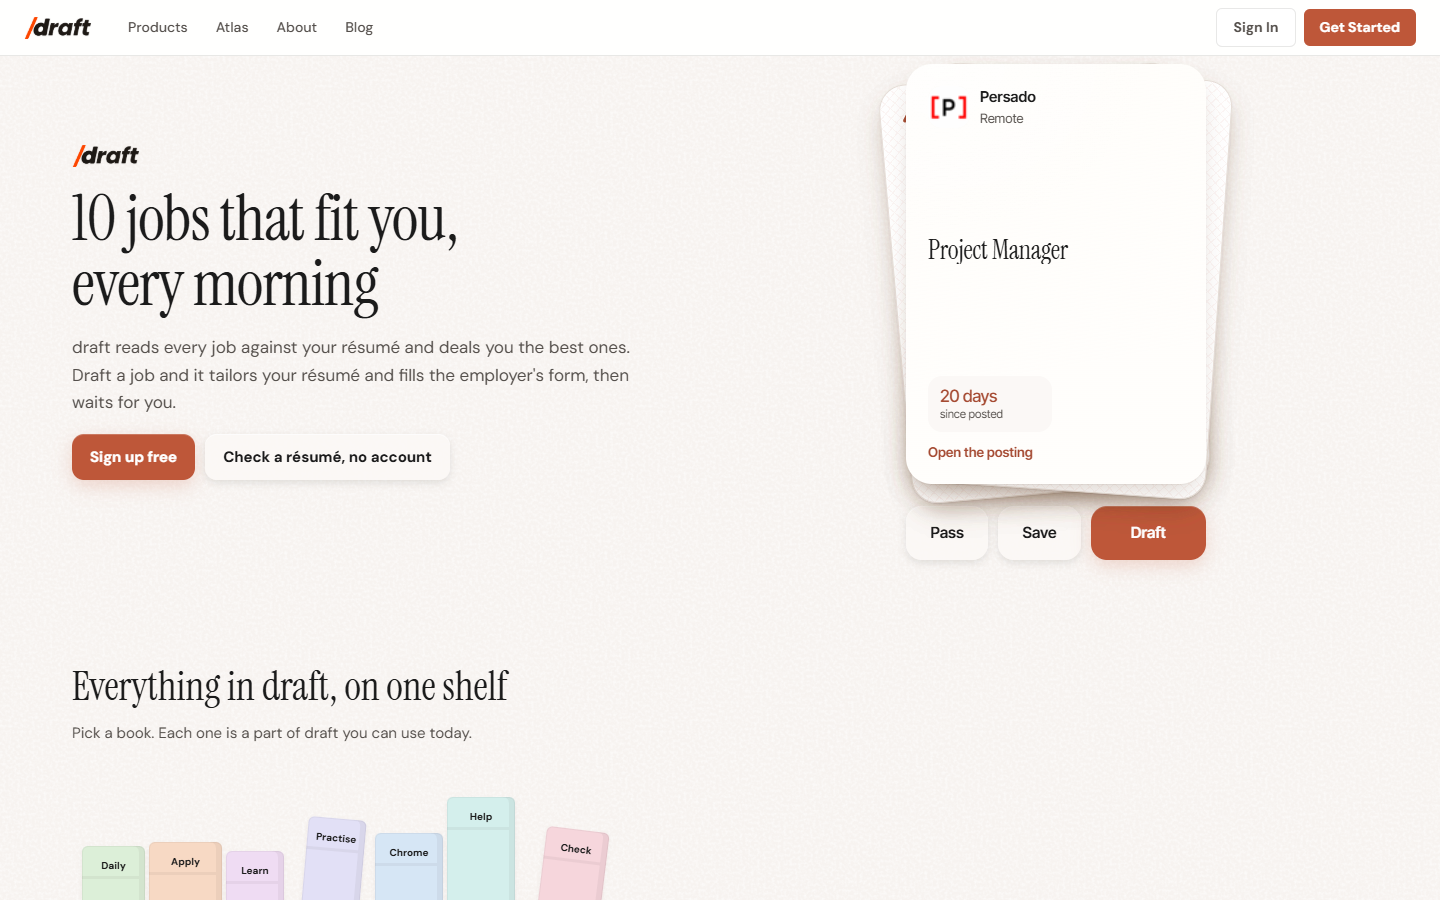 /draft
Products
Atlas
About
Blog
Sign In
Get Started
/draft
10 jobs that fit you,
every morning
draft reads every job against your résumé and deals you the best ones.
Draft a job and it tailors your résumé and fills the employer's form, then
waits for you.
Sign up free
Check a résumé, no account
[P]
Persado
Remote
Project Manager
20 days
since posted
Open the posting
Pass
Save
Draft
Everything in draft, on one shelf
Pick a book. Each one is a part of draft you can use today.
Daily
Apply
Learn
Practise
Chrome
Help
Check